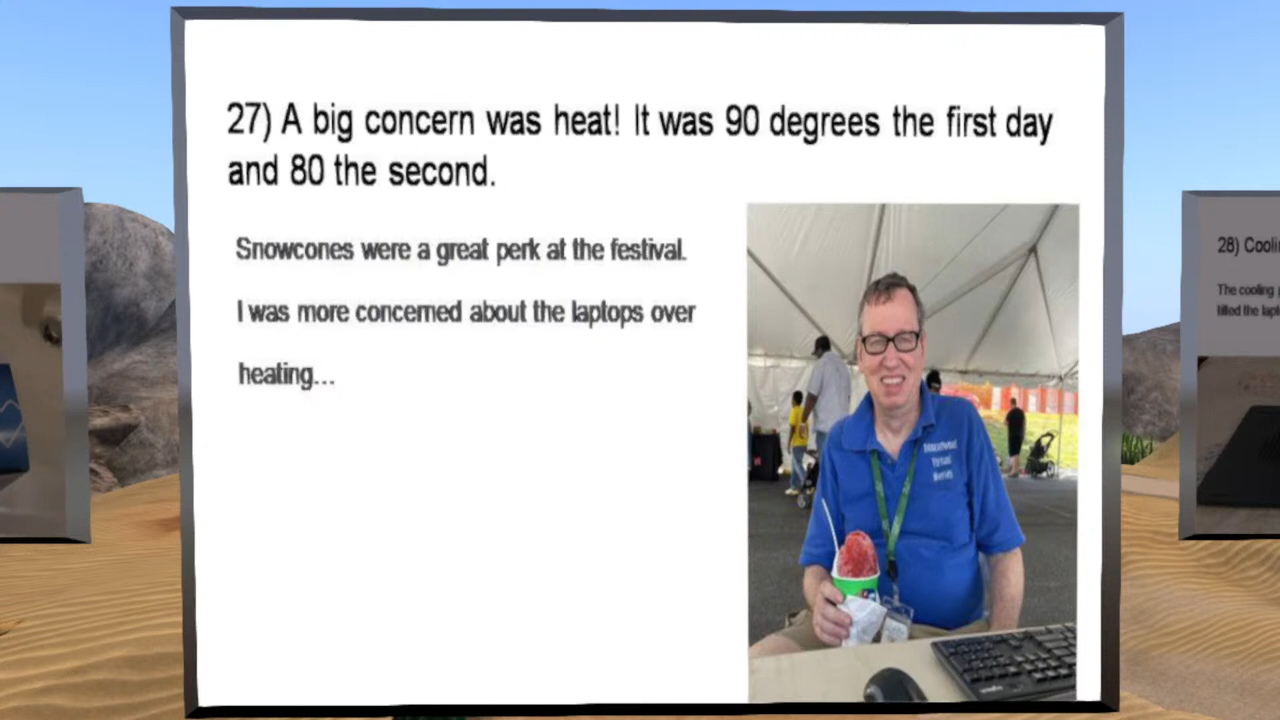 27) A big concern was heat! It was 90 degrees the first day
and 80 the second.
Snowcones were a great perk at the festival.
I was more concerned about the laptops over
heating...
28) Cooli
The cooling
filled the lapt